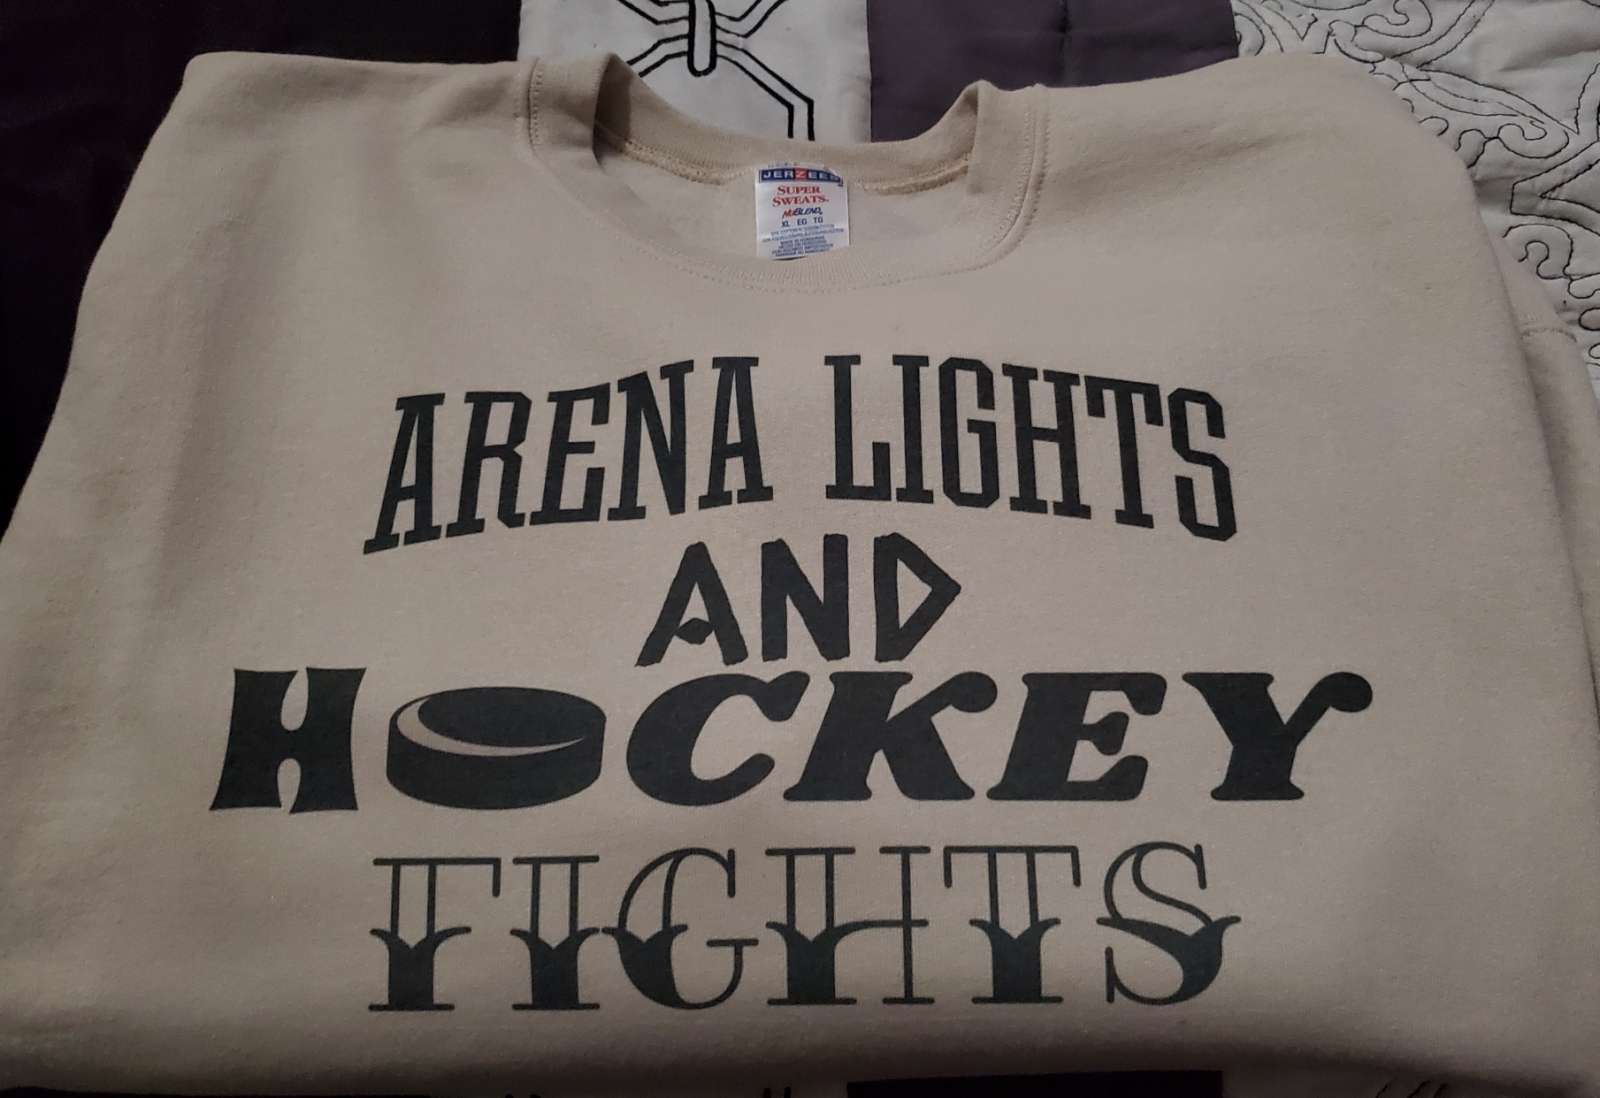 JERZEES
SUPER
SWEATS.
NUBLEND
XL EG TG
ARENA LIGHTS
AND
HOCKEY
FIGHTS